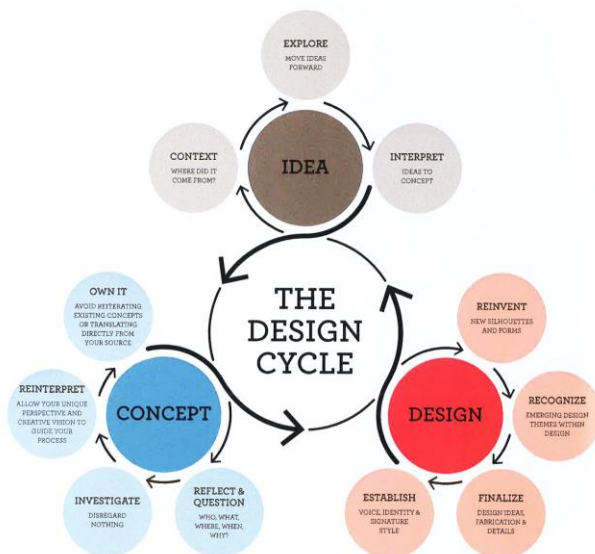 EXPLORE
MOVE IDEAS
FORWARD
CONTEXT
WHERE DID IT
COME FROM?
IDEA
INTERPRET
IDEAS TO
CONCEPT
THE
DESIGN
CYCLE
OWN IT
AVOID REITERATING
EXISTING CONCEPTS
OR TRANSLATING
DIRECTLY FROM
YOUR SOURCE
REINTERPRET
ALLOW YOUR UNIQUE
PERSPECTIVE AND
CREATIVE VISION TO
GUIDE YOUR
PROCESS
CONCEPT
INVESTIGATE
DISREGARD
NOTHING
REFLECT &
QUESTION
WHO, WHAT,
WHERE, WHEN,
WHY?
REINVENT
NEW SILHOUETTES
AND FORMS
DESIGN
RECOGNIZE
EMERGING DESIGN
THEMES WITHIN
DESIGN
FINALIZE
DESIGN IDEAS,
FABRICATION &
DETAILS
ESTABLISH
VOICE, IDENTITY &
SIGNATURE
STYLE